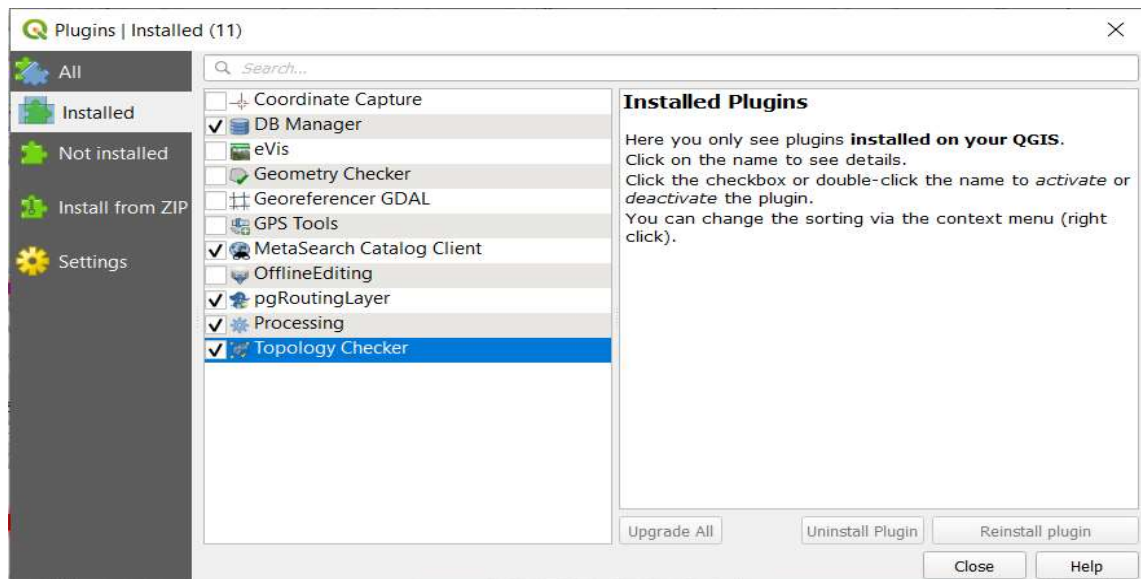 Plugins | Installed (11)
All
Installed
Not installed
Install from ZIP
Settings
Search...
Coordinate Capture
DB Manager
eVis
Geometry Checker
Georeferencer GDAL
GPS Tools
MetaSearch Catalog Client
OfflineEditing
pgRoutingLayer
Processing
Topology Checker
Installed Plugins
Here you only see plugins installed on your QGIS.
Click on the name to see details.
Click the checkbox or double-click the name to activate or
deactivate the plugin.
You can change the sorting via the context menu (right
click).
Upgrade All
Uninstall Plugin
Reinstall plugin
Close
Help